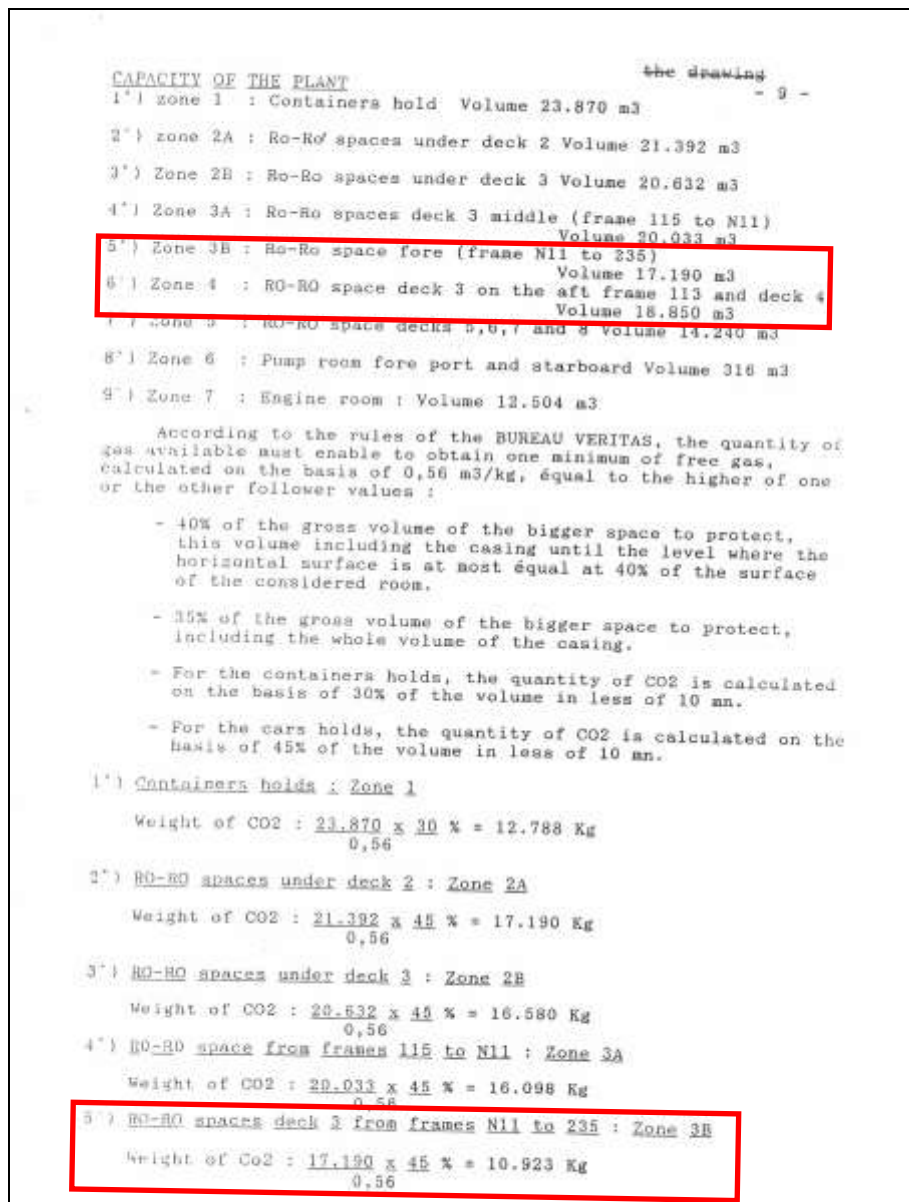 the drawing
CAPACITY OF THE PLANT
- 9 -
1°) zone 1 : Containers hold Volume 23.870 m3
2°) zone 2A : Ro-Ro spaces under deck 2 Volume 21.392 m3
3°) Zone 2B : Ro-Ro spaces under deck 3 Volume 20.632 m3
4°) Zone 3A : Ro-Ro spaces deck 3 middle (frame 115 to N11)
Volume 20.033 m3
5°) Zone 3B : Ro-Ro space fore (frame N11 to 235)
Volume 17.190 m3
6°) Zone 4 : RO-RO space deck 3 on the aft frame 113 and deck 4
Volume 18.850 m3
7°) Zone 5 : RO-RO space decks 5,6,7 and 8 Volume 14.240 m3
8°) Zone 6 : Pump room fore port and starboard Volume 316 m3
9°) Zone 7 : Engine room : Volume 12.504 m3
According to the rules of the BUREAU VERITAS, the quantity of
gas available must enable to obtain one minimum of free gas,
calculated on the basis of 0,56 m3/kg, équal to the higher of one
or the other follower values :
- 40% of the gross volume of the bigger space to protect,
this volume including the casing until the level where the
horizontal surface is at most équal at 40% of the surface
of the considered room.
- 35% of the gross volume of the bigger space to protect,
including the whole volume of the casing.
- For the containers holds, the quantity of CO2 is calculated
on the basis of 30% of the volume in less of 10 mn.
- For the cars holds, the quantity of CO2 is calculated on the
basis of 45% of the volume in less of 10 mn.
1°) Containers holds : Zone 1
Weight of CO2 : 23.870 x 30 % = 12.788 Kg
0,56
2°) RO-RO spaces under deck 2 : Zone 2A
Weight of CO2 : 21.392 x 45 % = 17.190 Kg
0,56
3°) RO-RO spaces under deck 3 : Zone 2B
Weight of CO2 : 20.632 x 45 % = 16.580 Kg
0,56
4°) RO-RO space from frames 115 to N11 : Zone 3A
Weight of CO2 : 20.033 x 45 % = 16.098 Kg
0,56
5°) RO-RO spaces deck 3 from frames N11 to 235 : Zone 3B
Weight of Co2 : 17.190 x 45 % = 10.923 Kg
0,56